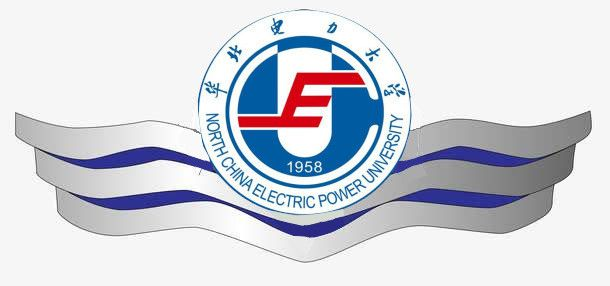 华北电力大学
NORTH CHINA ELECTRIC POWER UNIVERSITY
1958